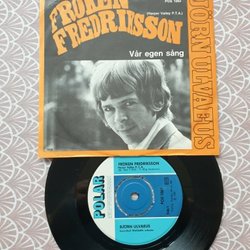 FRÖKEN
FREDRIKSSON
(Harper Valley P.T.A.)
Vår egen sång
BJÖRN ULVAEUS
POLAR
FRÖKEN FREDRIKSSON
BJÖRN ULVAEUS